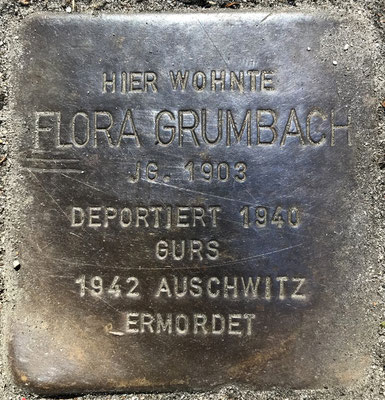 HIER WOHNTE
FLORA GRUMBACH
JG. 1903
DEPORTIERT 1940
GURS
1942 AUSCHWITZ
ERMORDET